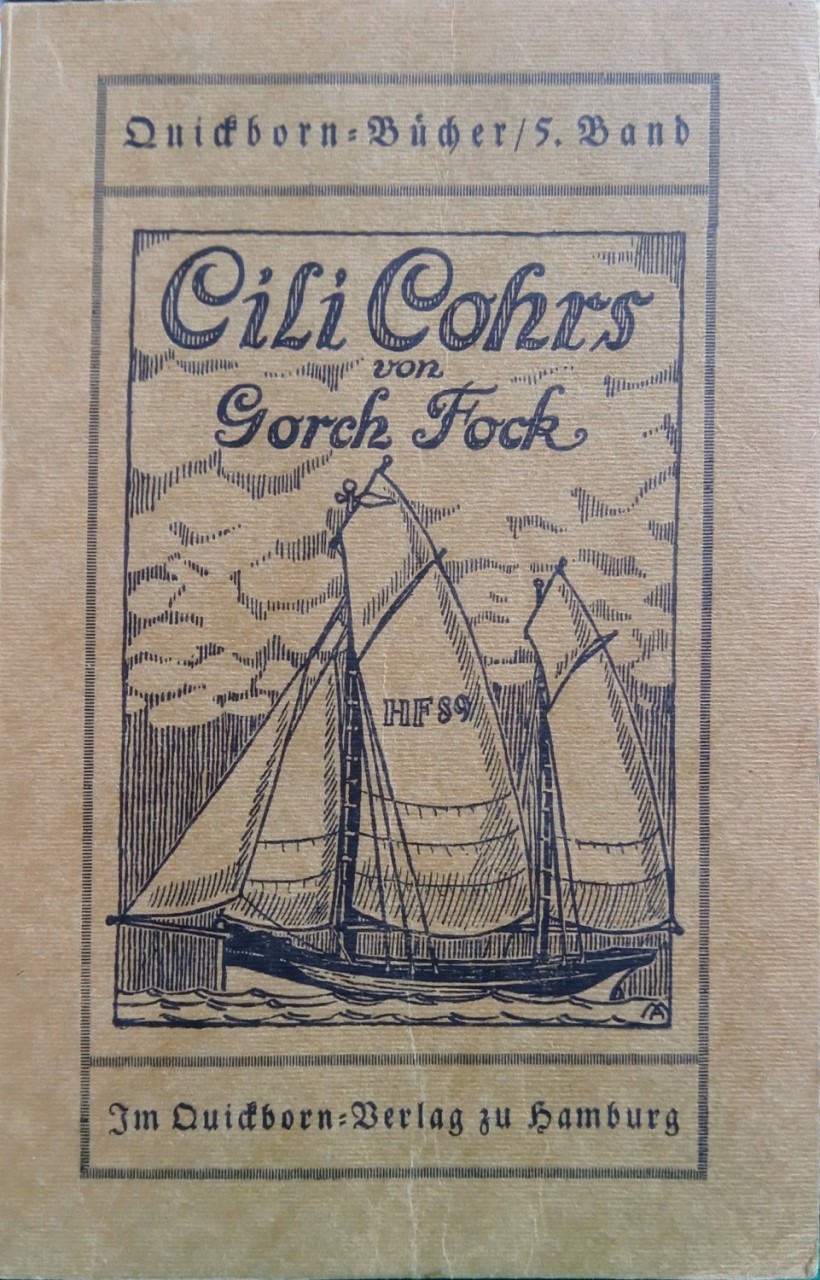 Quickborn=Bücher/5. Band
Cili Cohrs
von
Gorch Fock
HF 89
Im Quickborn=Verlag zu Hamburg